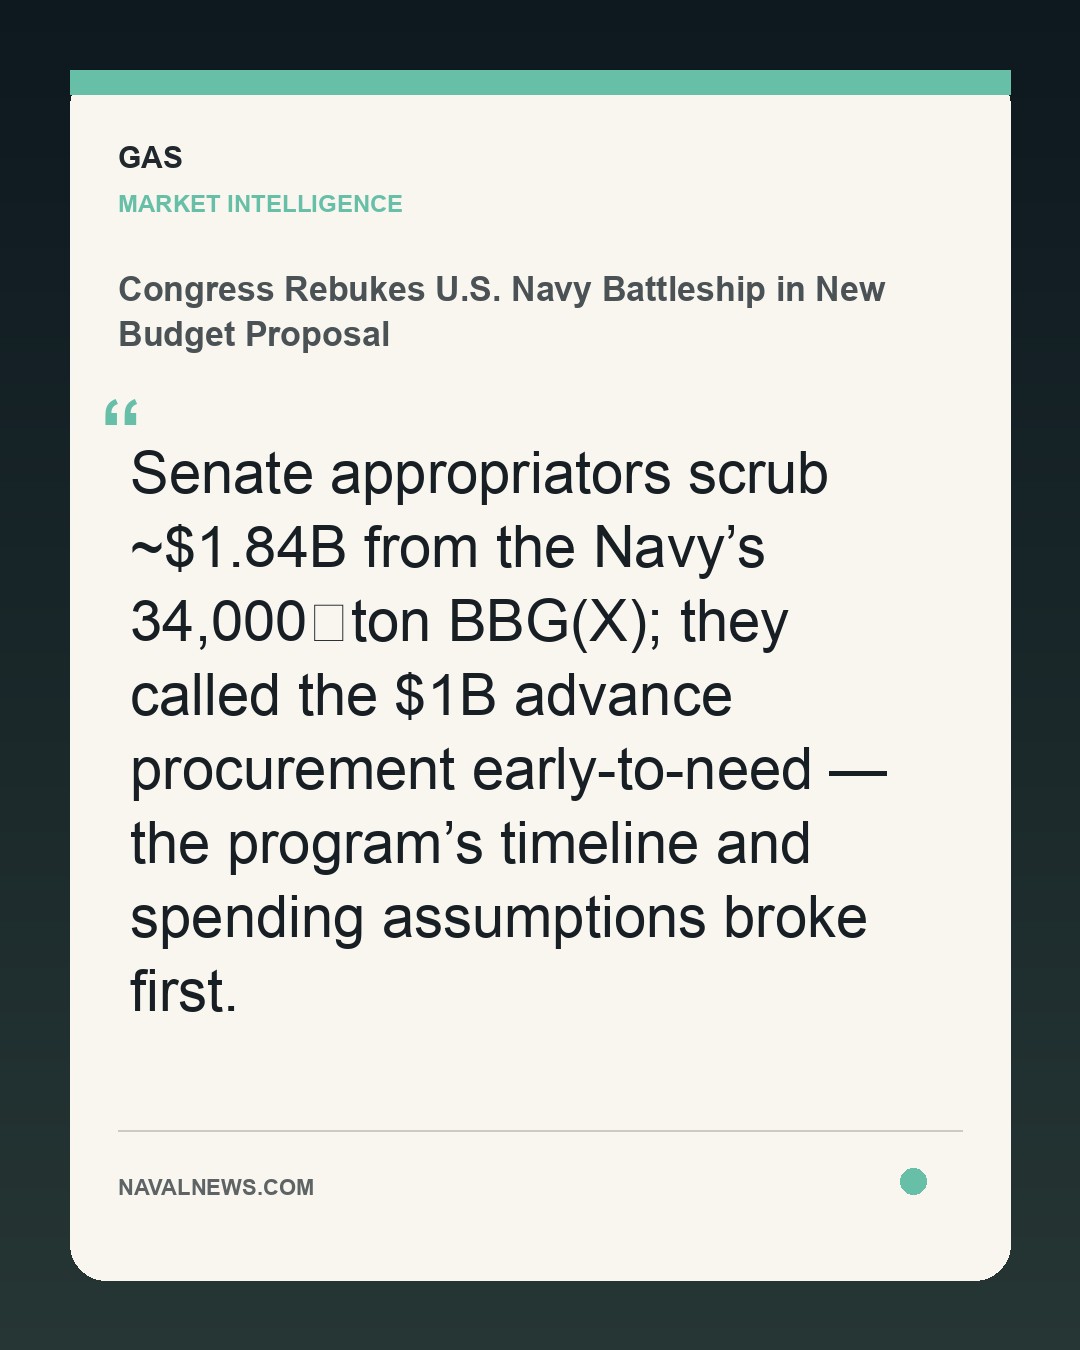 GAS
MARKET INTELLIGENCE
Congress Rebukes U.S. Navy Battleship in New
Budget Proposal
“
Senate appropriators scrub
~$1.84B from the Navy’s
34,000□ton BBG(X); they
called the $1B advance
procurement early-to-need —
the program’s timeline and
spending assumptions broke
first.
NAVALNEWS.COM